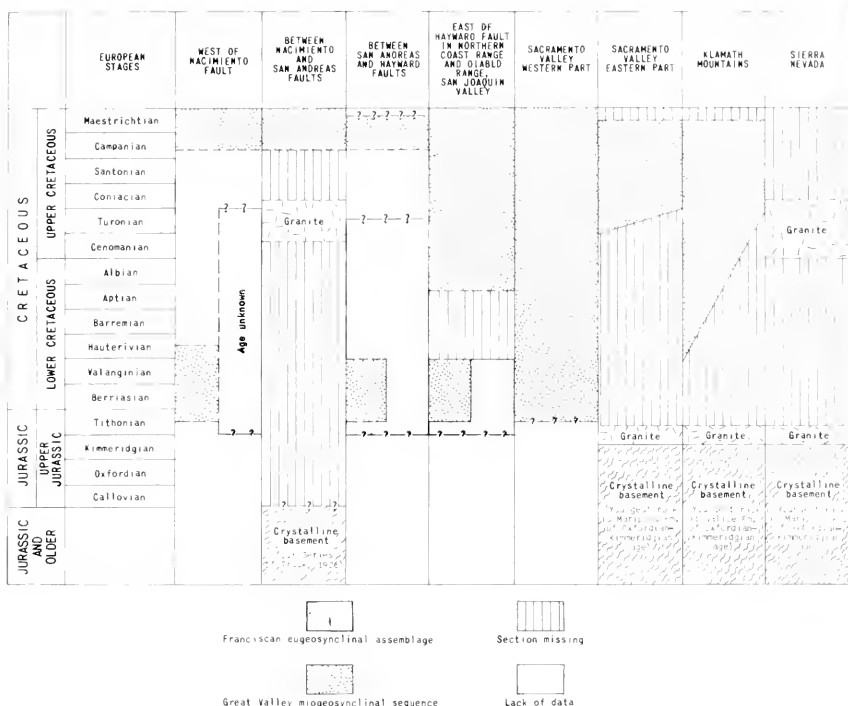 EUROPEAN
STAGES
WEST OF
NACIMIENTO
FAULT
BETWEEN
NACIMIENTO
AND
SAN ANDREAS
FAULTS
BETWEEN
SAN ANDREAS
AND HAYWARD
FAULTS
EAST OF
HAYWARD FAULT
IN NORTHERN
COAST RANGE
AND DIABLO
RANGE,
SAN JOAQUIN
VALLEY
SACRAMENTO
VALLEY
WESTERN PART
SACRAMENTO
VALLEY
EASTERN PART
KLAMATH
MOUNTAINS
SIERRA
NEVADA
CRETACEOUS
UPPER CRETACEOUS
LOWER CRETACEOUS
JURASSIC
UPPER
JURASSIC
JURASSIC
AND
OLDER
Maestrichtian
Campanian
Santonian
Coniacian
Turonian
Cenomanian
Albian
Aptian
Barremian
Hauterivian
Valanginian
Berriasian
Tithonian
Kimmeridgian
Oxfordian
Callovian
? ?
Age unknown
? ?
Granite
? ? ?
Crystalline
basement
Series
? ? ? ?
? ? ?
? ? ? ?
? ? ? ?
? ? ?
Granite
Crystalline
basement
Kimmeridgian
age)
Granite
Crystalline
basement
Kimmeridgian
age)
Granite
Granite
Crystalline
basement
Franciscan eugeosynclinal assemblage
Section missing
Great Valley miogeosynclinal sequence
Lack of data